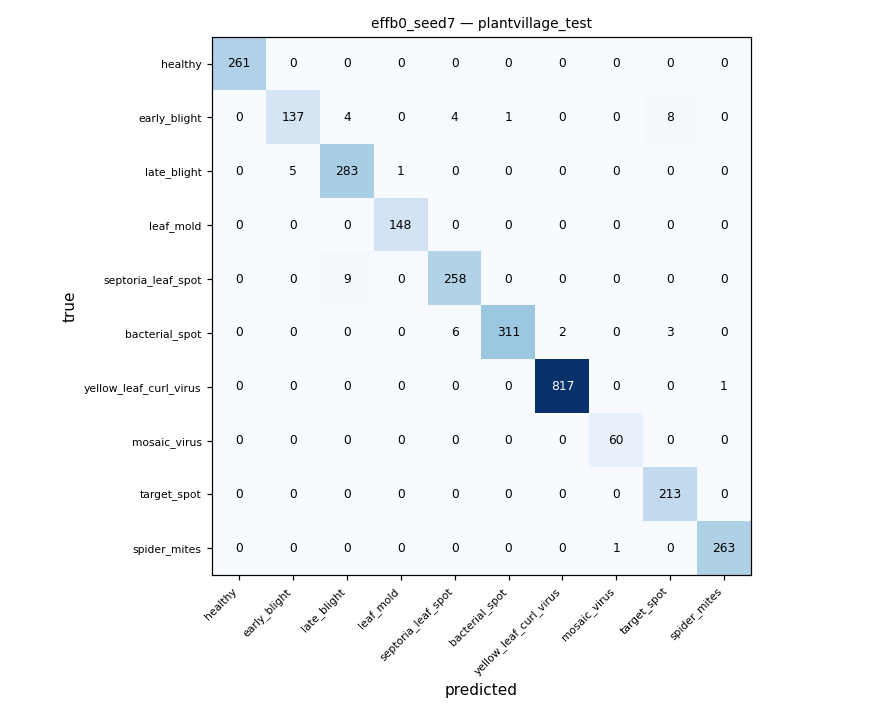 effb0_seed7 — plantvillage_test
healthy 261 0 0 0 0 0 0 0 0 0
early_blight 0 137 4 0 4 1 0 0 8 0
late_blight 0 5 283 1 0 0 0 0 0 0
leaf_mold 0 0 0 148 0 0 0 0 0 0
septoria_leaf_spot 0 0 9 0 258 0 0 0 0 0
true
bacterial_spot 0 0 0 0 6 311 2 0 3 0
yellow_leaf_curl_virus 0 0 0 0 0 0 817 0 0 1
mosaic_virus 0 0 0 0 0 0 0 60 0 0
target_spot 0 0 0 0 0 0 0 0 213 0
spider_mites 0 0 0 0 0 0 0 1 0 263
healthy early_blight late_blight leaf_mold septoria_leaf_spot bacterial_spot yellow_leaf_curl_virus mosaic_virus target_spot spider_mites
predicted